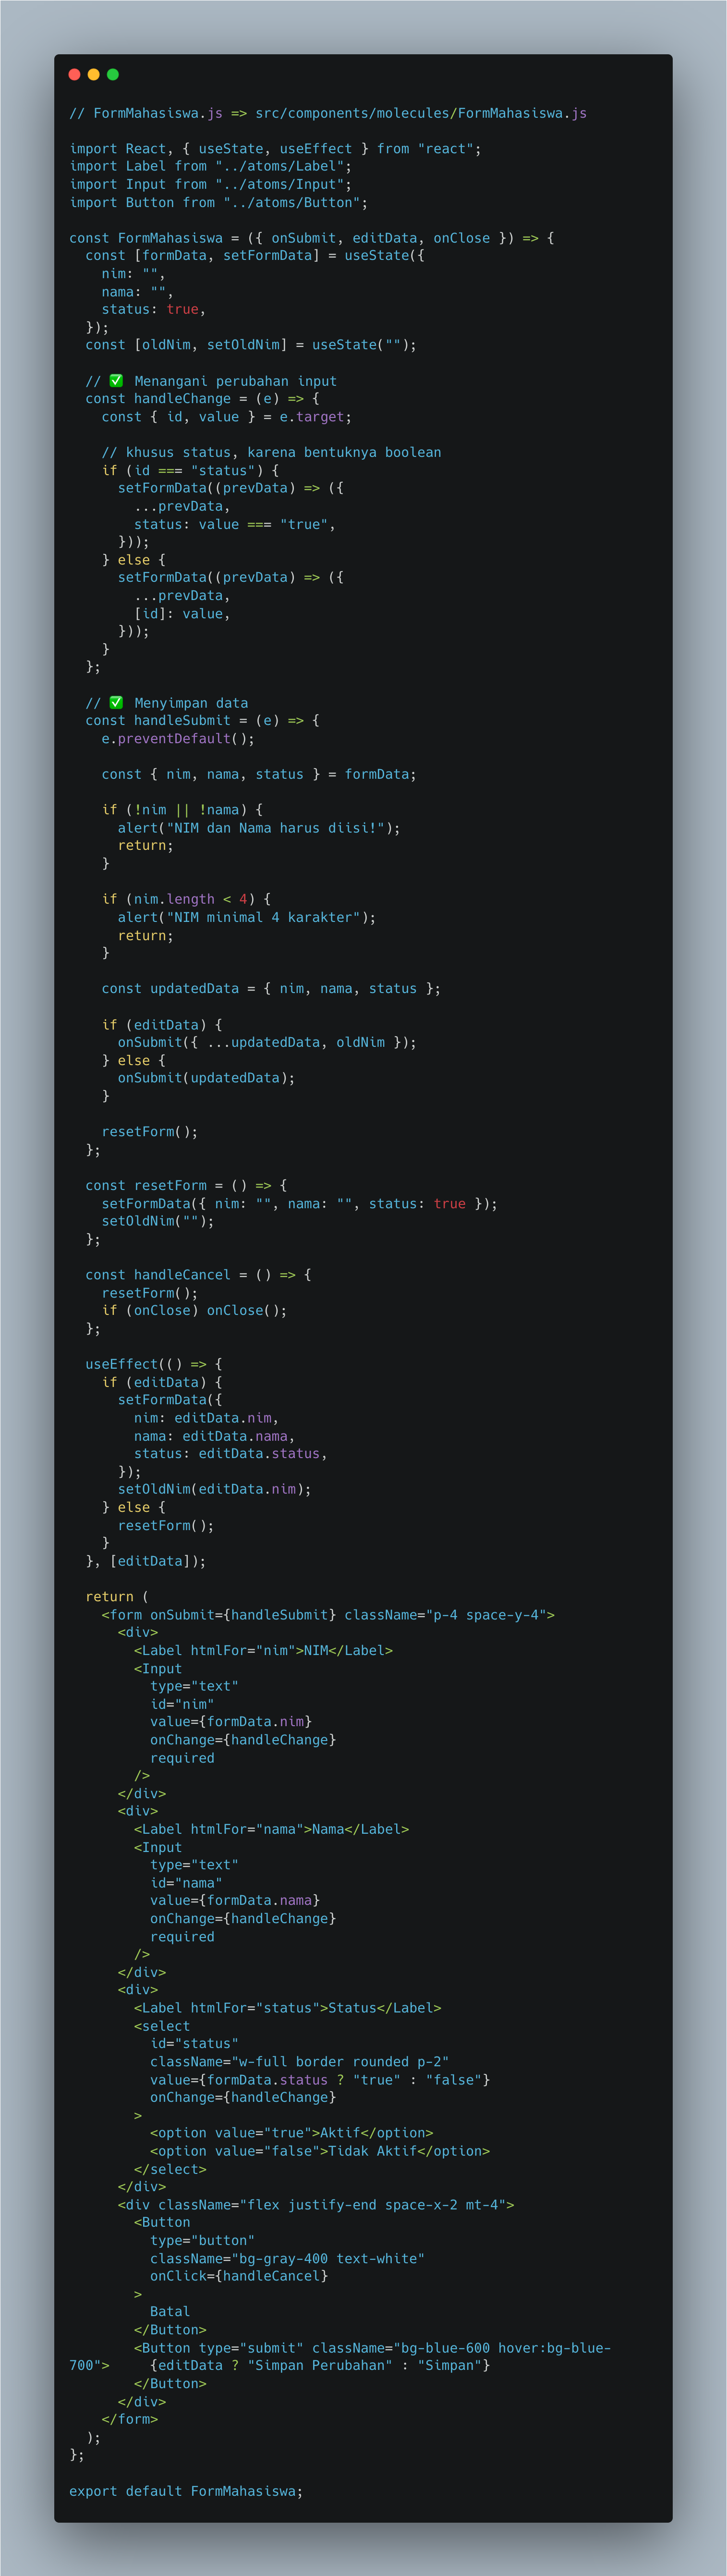 // FormMahasiswa.js => src/components/molecules/FormMahasiswa.js

import React, { useState, useEffect } from "react";
import Label from "../atoms/Label";
import Input from "../atoms/Input";
import Button from "../atoms/Button";

const FormMahasiswa = ({ onSubmit, editData, onClose }) => {
  const [formData, setFormData] = useState({
    nim: "",
    nama: "",
    status: true,
  });
  const [oldNim, setOldNim] = useState("");

  // ✅ Menangani perubahan input
  const handleChange = (e) => {
    const { id, value } = e.target;

    // khusus status, karena bentuknya boolean
    if (id === "status") {
      setFormData((prevData) => ({
        ...prevData,
        status: value === "true",
      }));
    } else {
      setFormData((prevData) => ({
        ...prevData,
        [id]: value,
      }));
    }
  };

  // ✅ Menyimpan data
  const handleSubmit = (e) => {
    e.preventDefault();

    const { nim, nama, status } = formData;

    if (!nim || !nama) {
      alert("NIM dan Nama harus diisi!");
      return;
    }

    if (nim.length < 4) {
      alert("NIM minimal 4 karakter");
      return;
    }

    const updatedData = { nim, nama, status };

    if (editData) {
      onSubmit({ ...updatedData, oldNim });
    } else {
      onSubmit(updatedData);
    }

    resetForm();
  };

  const resetForm = () => {
    setFormData({ nim: "", nama: "", status: true });
    setOldNim("");
  };

  const handleCancel = () => {
    resetForm();
    if (onClose) onClose();
  };

  useEffect(() => {
    if (editData) {
      setFormData({
        nim: editData.nim,
        nama: editData.nama,
        status: editData.status,
      });
      setOldNim(editData.nim);
    } else {
      resetForm();
    }
  }, [editData]);

  return (
    <form onSubmit={handleSubmit} className="p-4 space-y-4">
      <div>
        <Label htmlFor="nim">NIM</Label>
        <Input
          type="text"
          id="nim"
          value={formData.nim}
          onChange={handleChange}
          required
        />
      </div>
      <div>
        <Label htmlFor="nama">Nama</Label>
        <Input
          type="text"
          id="nama"
          value={formData.nama}
          onChange={handleChange}
          required
        />
      </div>
      <div>
        <Label htmlFor="status">Status</Label>
        <select
          id="status"
          className="w-full border rounded p-2"
          value={formData.status ? "true" : "false"}
          onChange={handleChange}
        >
          <option value="true">Aktif</option>
          <option value="false">Tidak Aktif</option>
        </select>
      </div>
      <div className="flex justify-end space-x-2 mt-4">
        <Button
          type="button"
          className="bg-gray-400 text-white"
          onClick={handleCancel}
        >
          Batal
        </Button>
        <Button type="submit" className="bg-blue-600 hover:bg-blue-
700">     {editData ? "Simpan Perubahan" : "Simpan"}
        </Button>
      </div>
    </form>
  );
};

export default FormMahasiswa;